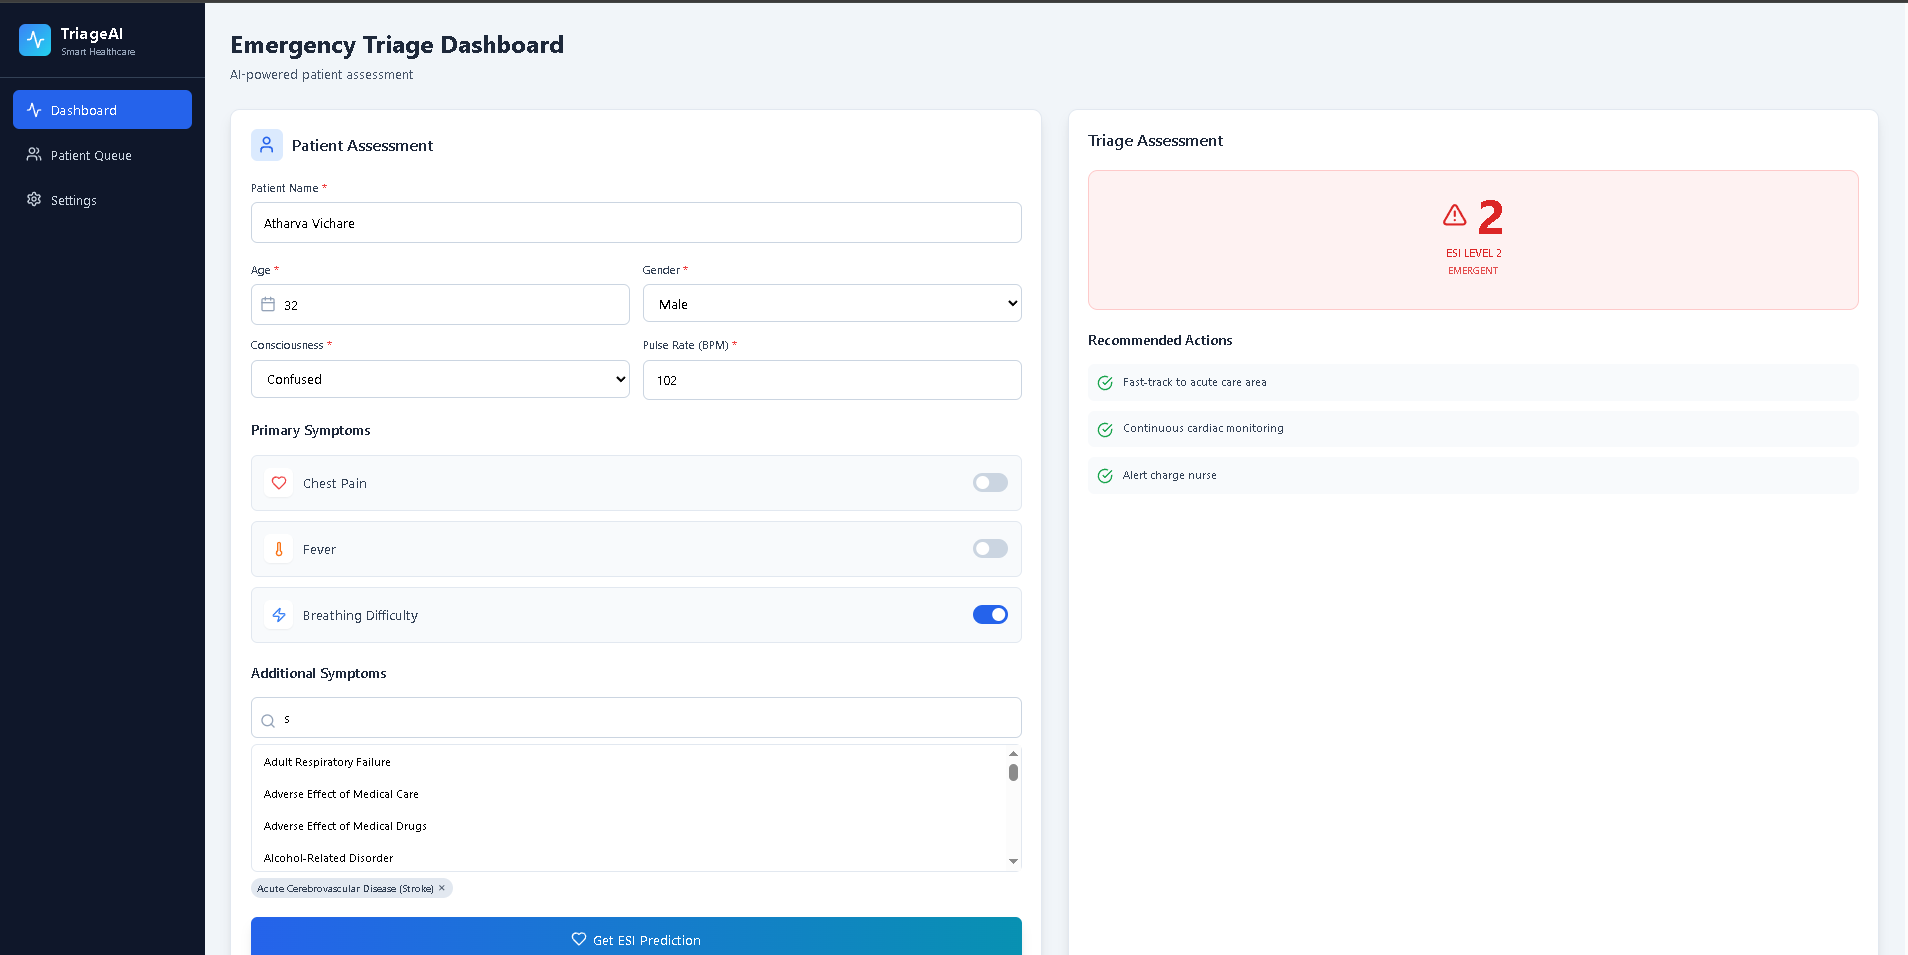 TriageAI
Smart Healthcare
Dashboard
Patient Queue
Settings
Emergency Triage Dashboard
AI-powered patient assessment
Patient Assessment
Patient Name *
Atharva Vichare
Age *
32
Gender *
Male
Consciousness *
Confused
Pulse Rate (BPM) *
102
Primary Symptoms
Chest Pain
Fever
Breathing Difficulty
Additional Symptoms
s
Adult Respiratory Failure
Adverse Effect of Medical Care
Adverse Effect of Medical Drugs
Alcohol-Related Disorder
Acute Cerebrovascular Disease (Stroke) ×
Get ESI Prediction
Triage Assessment
2
ESI LEVEL 2
EMERGENT
Recommended Actions
Fast-track to acute care area
Continuous cardiac monitoring
Alert charge nurse